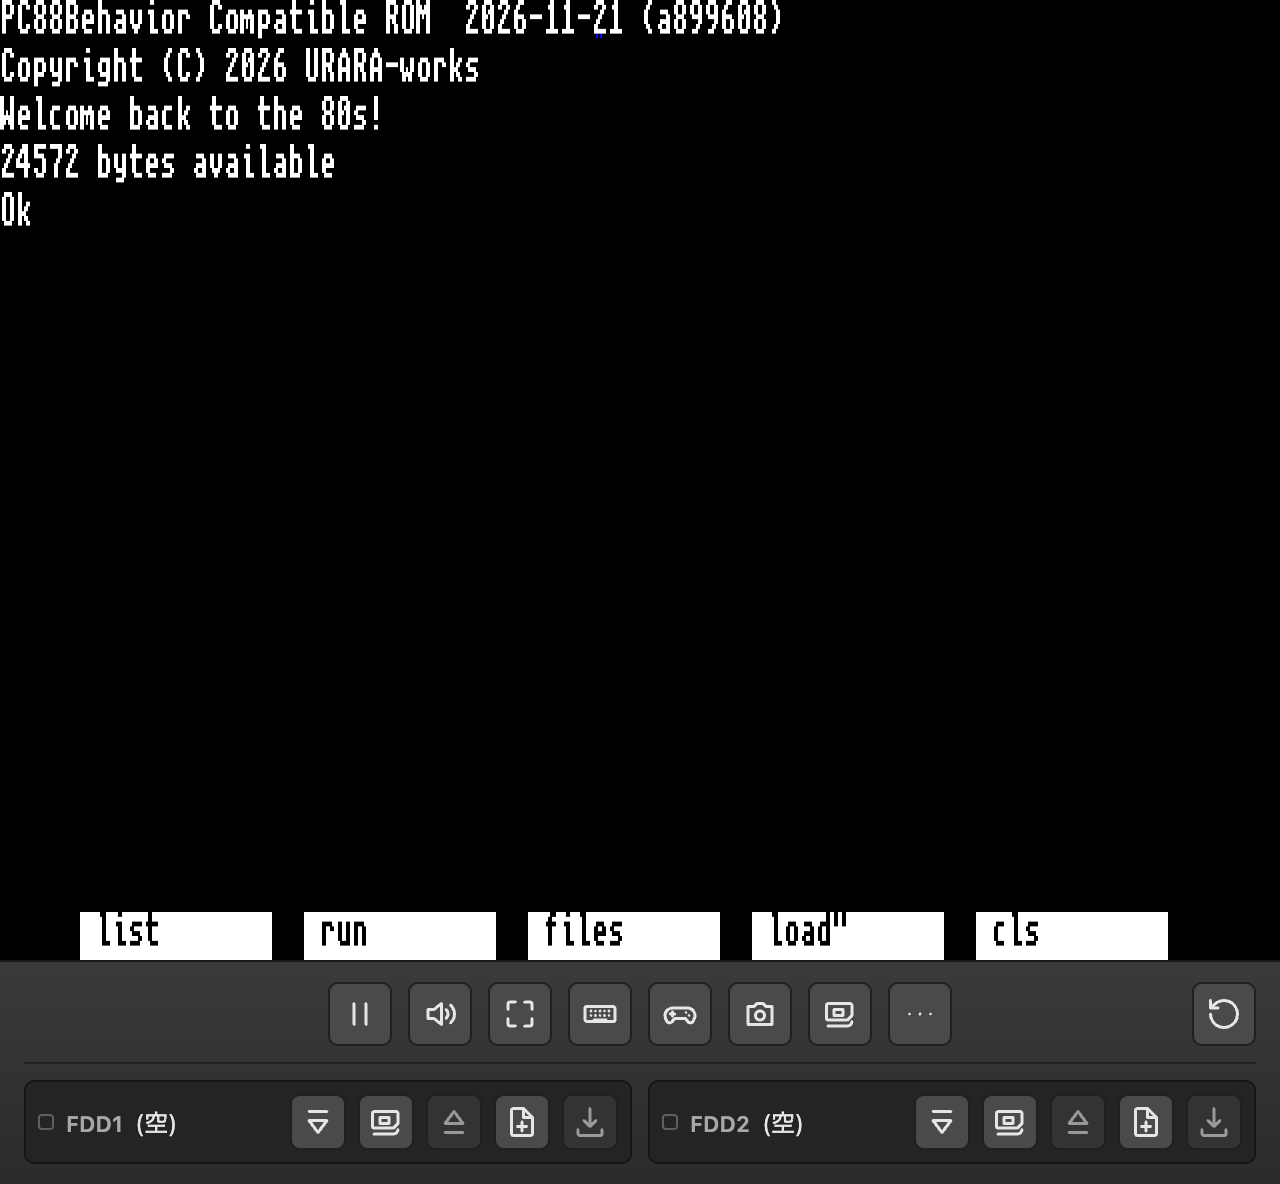 PC88Behavior Compatible ROM  2026-11-21 (a899608)
Copyright (C) 2026 URARA-works
Welcome back to the 80s!
24572 bytes available
Ok
list run files load" cls
FDD1 (空) FDD2 (空)